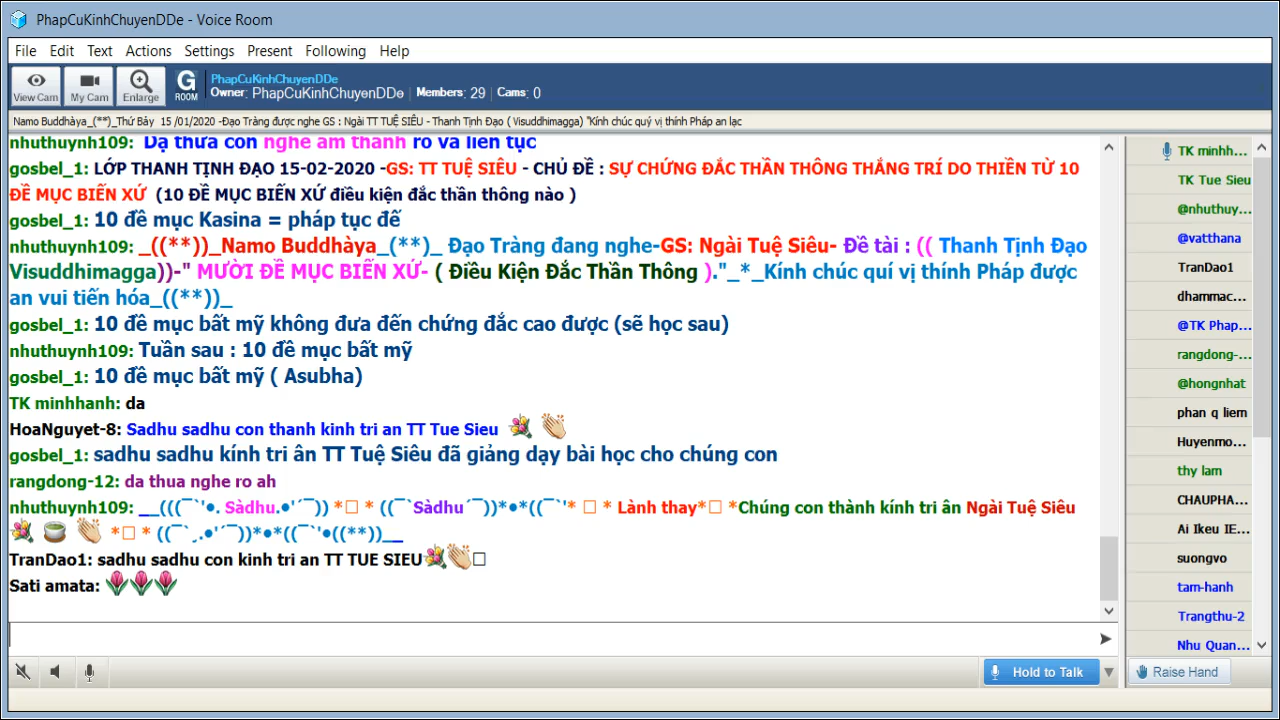 PhapCuKinhChuyenDDe - Voice Room
File Edit Text Actions Settings Present Following Help
View Cam My Cam Enlarge G ROOM
PhapCuKinhChuyenDDe
Owner: PhapCuKinhChuyenDDe | Members: 29 | Cams: 0
Namo Buddhàya_(**)_Thứ Bảy 15 /01/2020 -Đạo Tràng được nghe GS : Ngài TT TUỆ SIÊU - Thanh Tịnh Đạo ( Visuddhimagga) "Kính chúc quý vị thính Pháp an lạc
nhuthuynh109: Dạ thưa con nghe âm thanh rõ và liên tục
gosbel_1: LỚP THANH TỊNH ĐẠO 15-02-2020 -GS: TT TUỆ SIÊU - CHỦ ĐỀ : SỰ CHỨNG ĐẮC THẦN THÔNG THẮNG TRÍ DO THIỀN TỪ 10
ĐỀ MỤC BIẾN XỨ (10 ĐỀ MỤC BIẾN XỨ điều kiện đắc thần thông nào )
gosbel_1: 10 đề mục Kasina = pháp tục đế
nhuthuynh109: _((**))_Namo Buddhàya_(**)_ Đạo Tràng đang nghe-GS: Ngài Tuệ Siêu- Đề tài : (( Thanh Tịnh Đạo
Visuddhimagga))-" MƯỜI ĐỀ MỤC BIẾN XỨ- ( Điều Kiện Đắc Thần Thông )."_*_Kính chúc quí vị thính Pháp được
an vui tiến hóa_((**))_
gosbel_1: 10 đề mục bất mỹ không đưa đến chứng đắc cao được (sẽ học sau)
nhuthuynh109: Tuần sau : 10 đề mục bất mỹ
gosbel_1: 10 đề mục bất mỹ ( Asubha)
TK minhhanh: da
HoaNguyet-8: Sadhu sadhu con thanh kinh tri an TT Tue Sieu
gosbel_1: sadhu sadhu kính tri ân TT Tuệ Siêu đã giảng dạy bài học cho chúng con
rangdong-12: da thua nghe ro ah
nhuthuynh109: __(((¯`'•. Sàdhu.•'´¯)) *□ * ((¯`Sàdhu´¯))*•*((¯`'* □ * Lành thay*□ *Chúng con thành kính tri ân Ngài Tuệ Siêu
*□ * ((¯`¸.•'´¯))*•*((¯`'•((**))__
TranDao1: sadhu sadhu con kinh tri an TT TUE SIEU□
Sati amata:
Hold to Talk
TK minhh...
TK Tue Sieu
@nhuthuy...
@vatthana
TranDao1
dhammac...
@TK Phap...
rangdong-...
@hongnhat
phan q liem
Huyenmo...
thy lam
CHAUPHA...
Ai Ikeu IE...
suongvo
tam-hanh
Trangthu-2
Nhu Quan...
Raise Hand